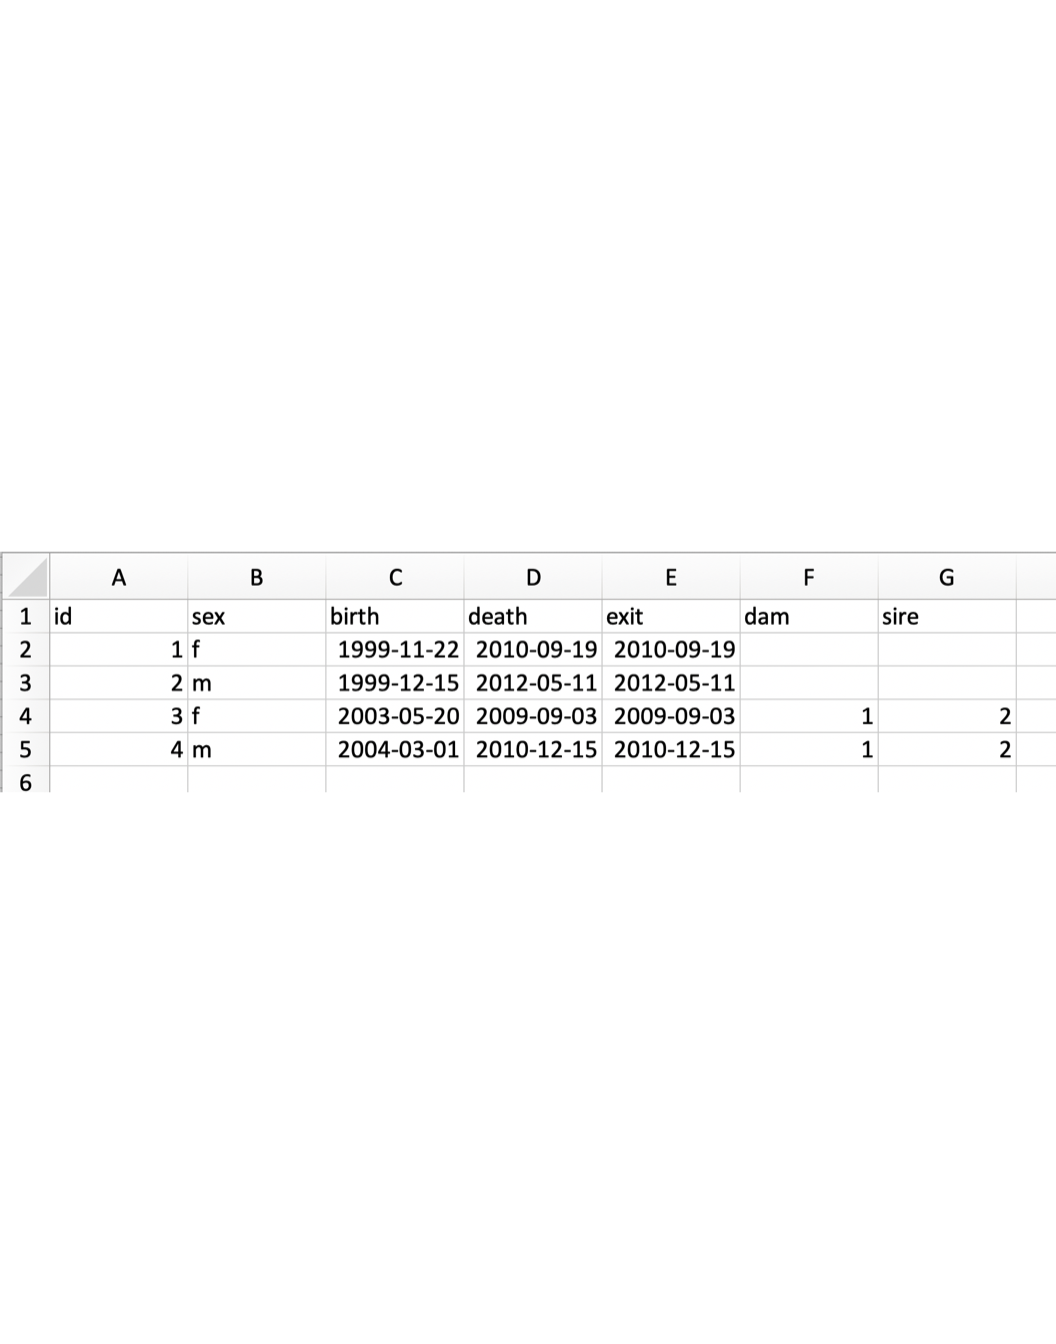 A B C D E F G
1 id sex birth death exit dam sire
2 1 f 1999-11-22 2010-09-19 2010-09-19
3 2 m 1999-12-15 2012-05-11 2012-05-11
4 3 f 2003-05-20 2009-09-03 2009-09-03 1 2
5 4 m 2004-03-01 2010-12-15 2010-12-15 1 2
6